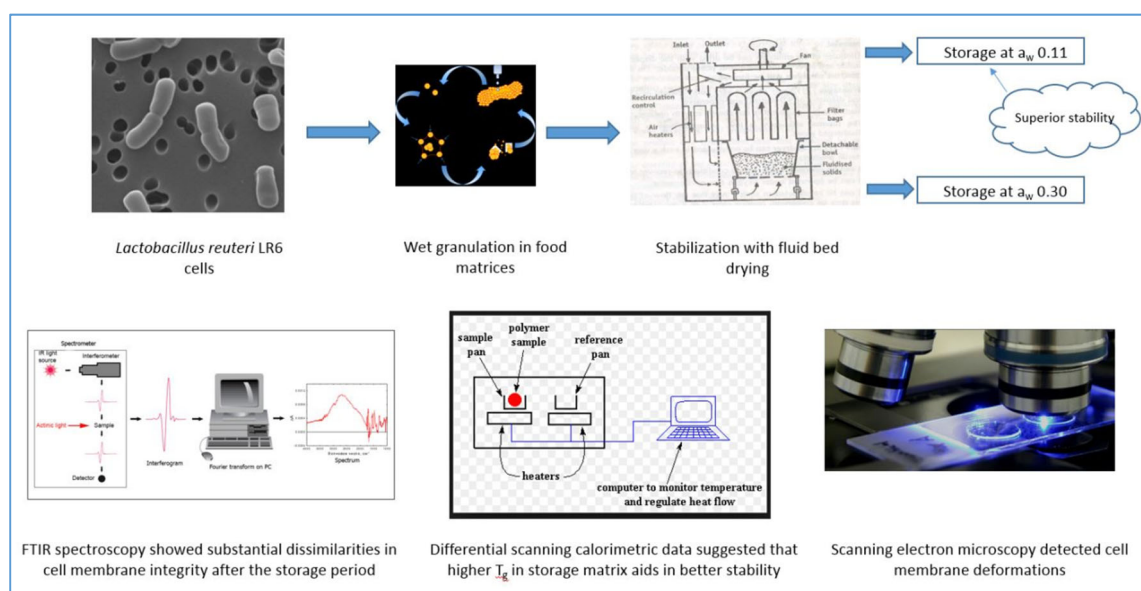 Inlet
Outlet
Fan
Recirculation
control
Air
heaters
Filter
bags
Detachable
bowl
Fluidised
solids
Storage at aw 0.11
Superior stability
Storage at aw 0.30
Lactobacillus reuteri LR6
cells
Wet granulation in food
matrices
Stabilization with fluid bed
drying
Spectrometer
IR light
source
Interferometer
Actinic light
Sample
Detector
Interferogram
Fourier transform on PC
Spectrum
sample
pan
polymer
sample
reference
pan
heaters
computer to monitor temperature
and regulate heat flow
FTIR spectroscopy showed substantial dissimilarities in
cell membrane integrity after the storage period
Differential scanning calorimetric data suggested that
higher Tg in storage matrix aids in better stability
Scanning electron microscopy detected cell
membrane deformations